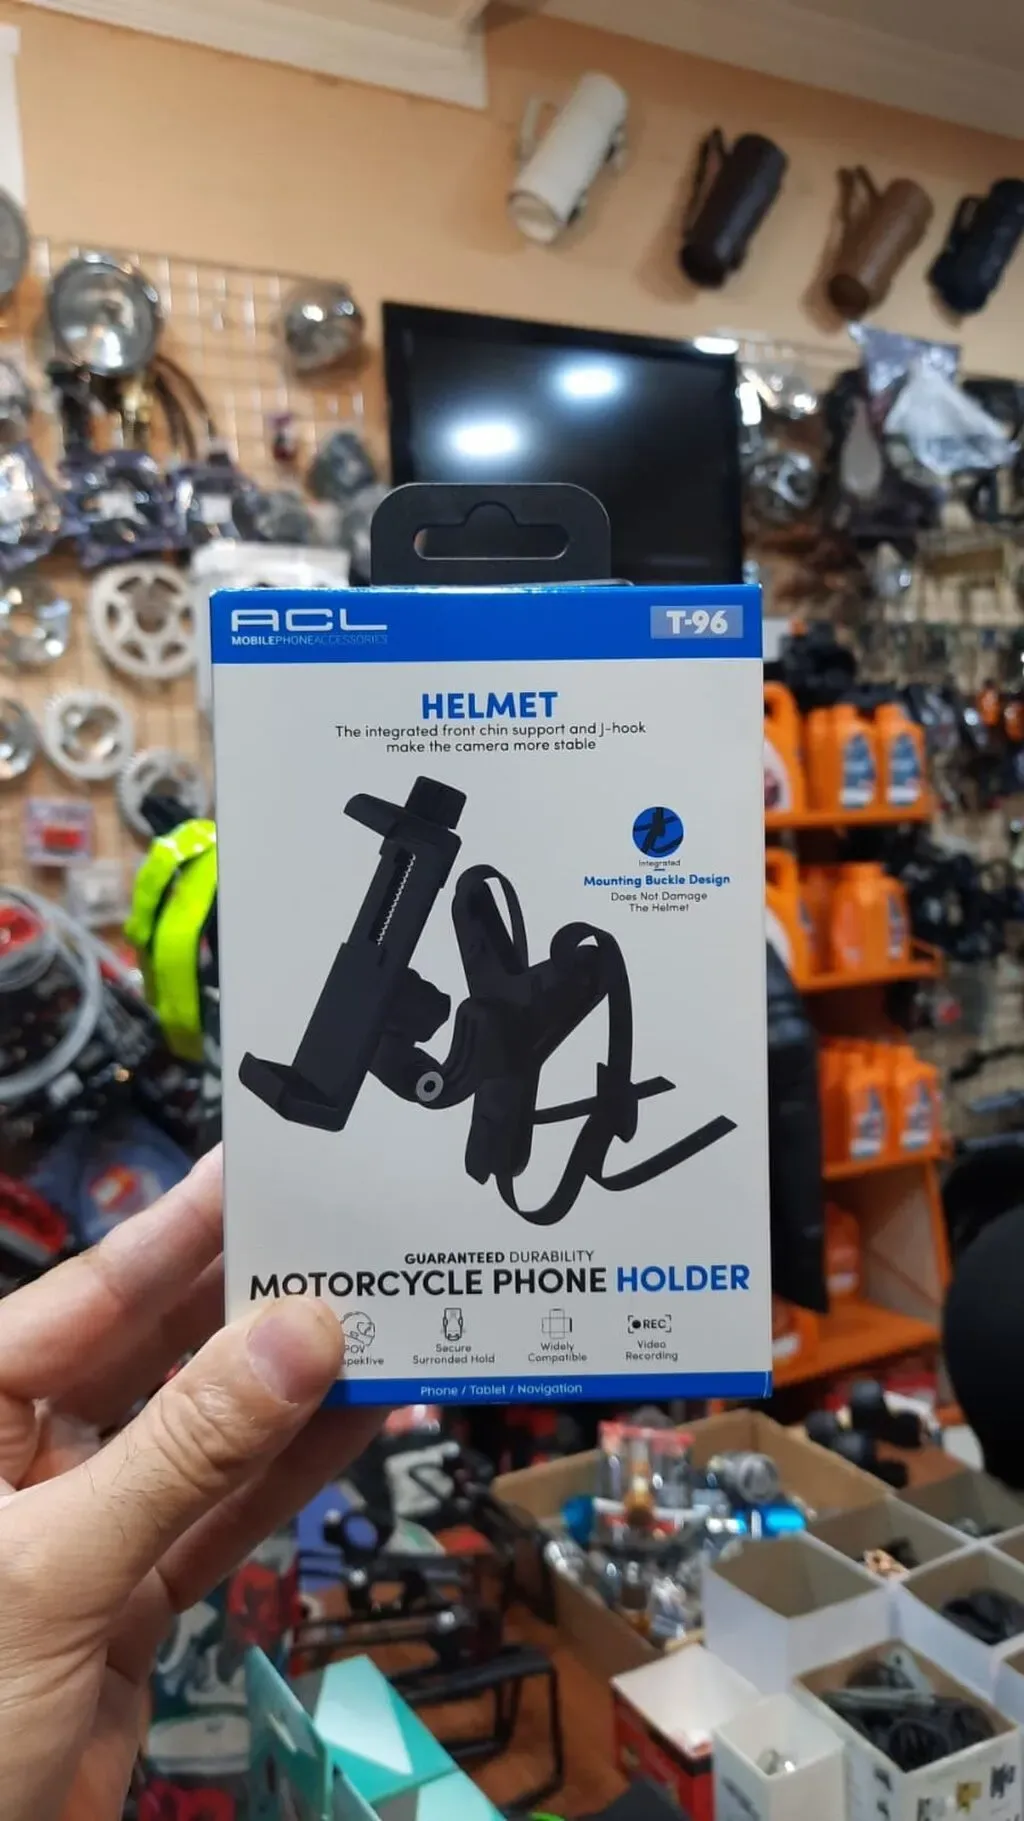 ACL
MOBILEPHONEACCESSORIES
T-96
HELMET
The integrated front chin support and J-hook
make the camera more stable
Integrated
Mounting Buckle Design
Does Not Damage
The Helmet
GUARANTEED DURABILITY
MOTORCYCLE PHONE HOLDER
POV
Secure
Surronded Hold
Widely
Compatible
REC
Video
Recording
Phone / Tablet / Navigation